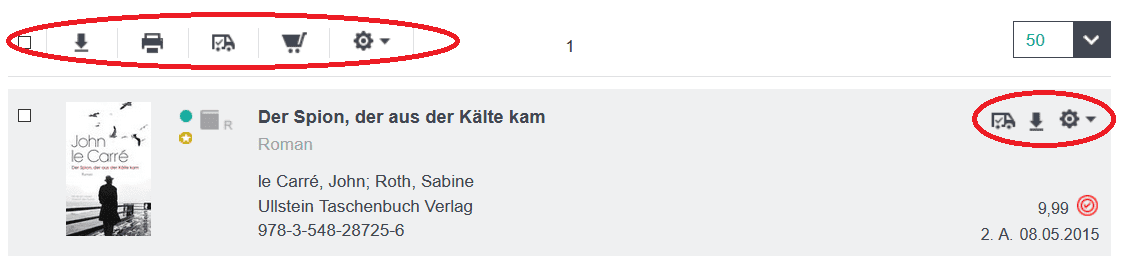 1
50
R
Der Spion, der aus der Kälte kam
Roman
John
le Carré
Der Spion, der aus der Kälte kam
Roman
le Carré, John; Roth, Sabine
Ullstein Taschenbuch Verlag
978-3-548-28725-6
9,99
2. A. 08.05.2015